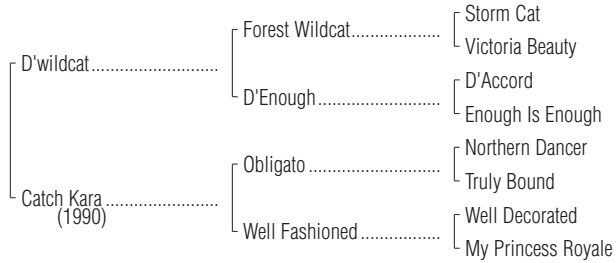 Storm Cat
Forest Wildcat
Victoria Beauty
D'wildcat
D'Accord
D'Enough
Enough Is Enough
Northern Dancer
Obligato
Truly Bound
Catch Kara
(1990)
Well Decorated
Well Fashioned
My Princess Royale